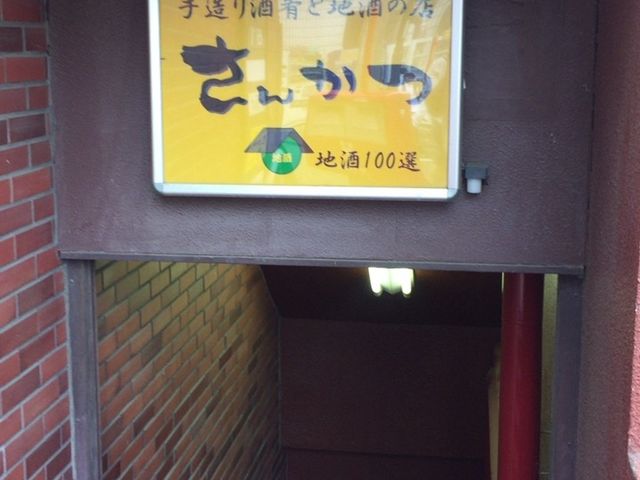 手造り酒肴と地酒の店
さんかつ
地酒
地酒100選